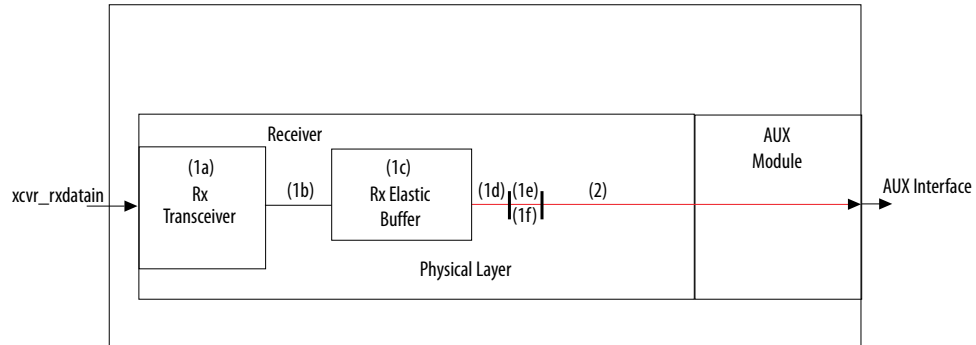 Receiver
AUX
Module
(1a)
Rx
Transceiver
(1b)
(1c)
Rx Elastic
Buffer
(1d)
(1e)
(1f)
(2)
xcvr_rxdatain
AUX Interface
Physical Layer